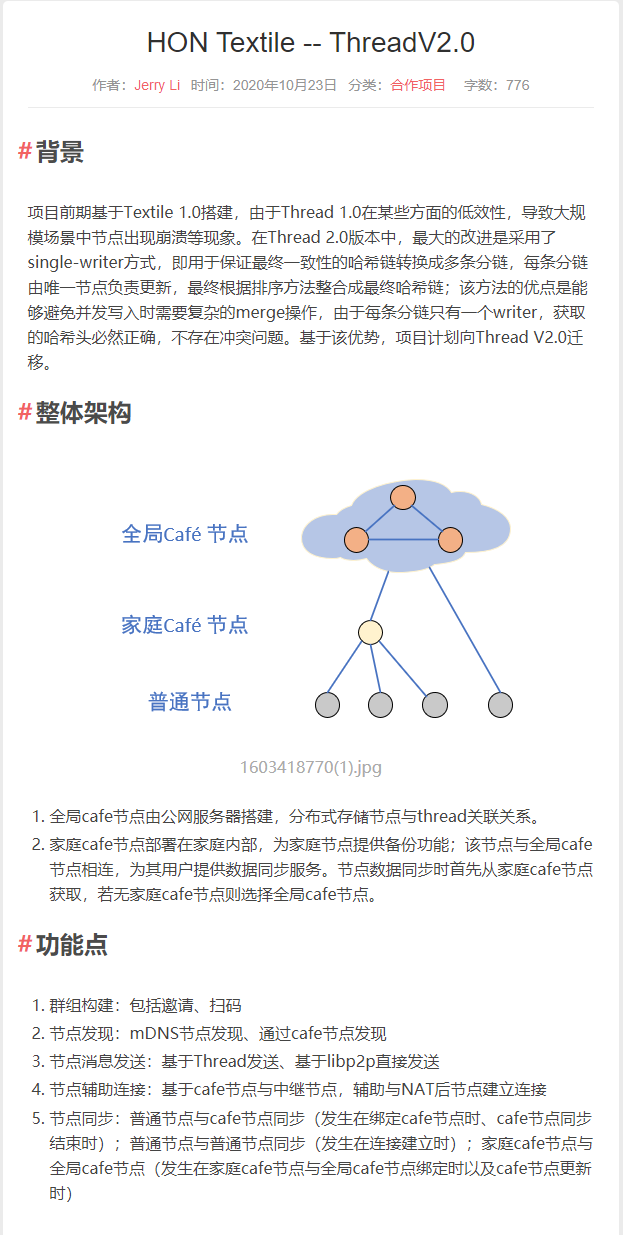 HON Textile -- ThreadV2.0
作者：Jerry Li 时间：2020年10月23日 分类：合作项目 字数：776
#背景
项目前期基于Textile 1.0搭建，由于Thread 1.0在某些方面的低效性，导致大规
模场景中节点出现崩溃等现象。在Thread 2.0版本中，最大的改进是采用了
single-writer方式，即用于保证最终一致性的哈希链转换成多条分链，每条分链
由唯一节点负责更新，最终根据排序方法整合成最终哈希链；该方法的优点是能
够避免并发写入时需要复杂的merge操作，由于每条分链只有一个writer，获取
的哈希头必然正确，不存在冲突问题。基于该优势，项目计划向Thread V2.0迁
移。
#整体架构
全局Café 节点
家庭Café 节点
普通节点
1603418770(1).jpg
1. 全局cafe节点由公网服务器搭建，分布式存储节点与thread关联关系。
2. 家庭cafe节点部署在家庭内部，为家庭节点提供备份功能；该节点与全局cafe
节点相连，为其用户提供数据同步服务。节点数据同步时首先从家庭cafe节点
获取，若无家庭cafe节点则选择全局cafe节点。
#功能点
1. 群组构建：包括邀请、扫码
2. 节点发现：mDNS节点发现、通过cafe节点发现
3. 节点消息发送：基于Thread发送、基于libp2p直接发送
4. 节点辅助连接：基于cafe节点与中继节点，辅助与NAT后节点建立连接
5. 节点同步：普通节点与cafe节点同步（发生在绑定cafe节点时、cafe节点同步
结束时）；普通节点与普通节点同步（发生在连接建立时）；家庭cafe节点与
全局cafe节点（发生在家庭cafe节点与全局cafe节点绑定时以及cafe节点更新
时）